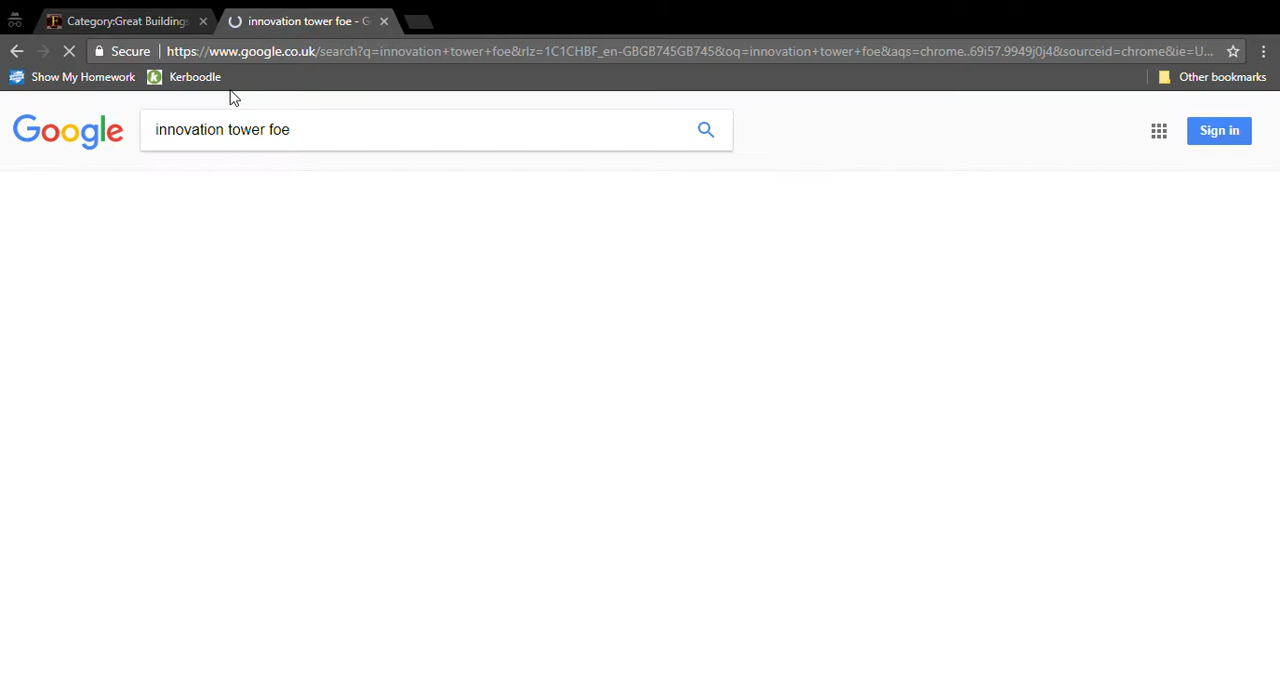 Category:Great Buildings
innovation tower foe - G
Secure
https://www.google.co.uk/search?q=innovation+tower+foe&rlz=1C1CHBF_en-GBGB745GB745&oq=innovation+tower+foe&aqs=chrome..69i57.9949j0j4&sourceid=chrome&ie=U...
Show My Homework
Kerboodle
Other bookmarks
Google
innovation tower foe
Sign in